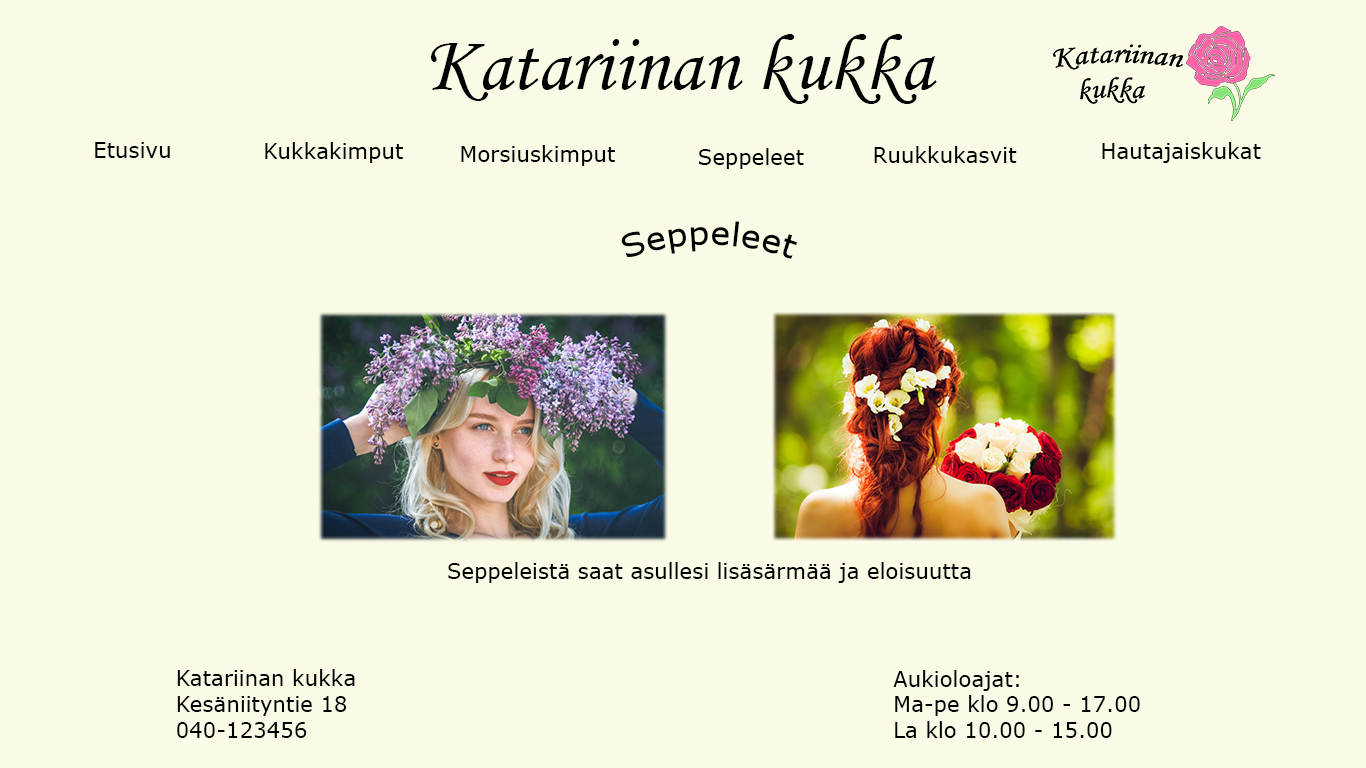 Katariinan kukka
Katariinan
kukka
Etusivu
Kukkakimput
Morsiuskimput
Seppeleet
Ruukkukasvit
Hautajaiskukat
Seppeleet
Seppeleistä saat asullesi lisäsärmää ja eloisuutta
Katariinan kukka
Kesäniityntie 18
040-123456
Aukioloajat:
Ma-pe klo 9.00 - 17.00
La klo 10.00 - 15.00